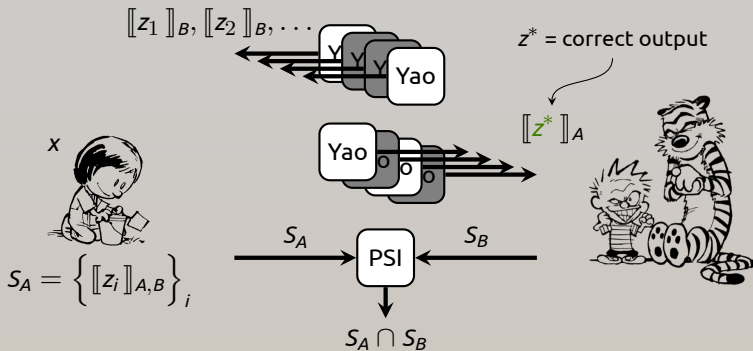 ⟦z₁⟧_B, ⟦z₂⟧_B, . . .
z* = correct output
Y Y Y Yao
⟦z*⟧_A
x
Yao o o o
S_A S_B
PSI
S_A = {⟦z_i⟧_{A,B}}_i
S_A ∩ S_B